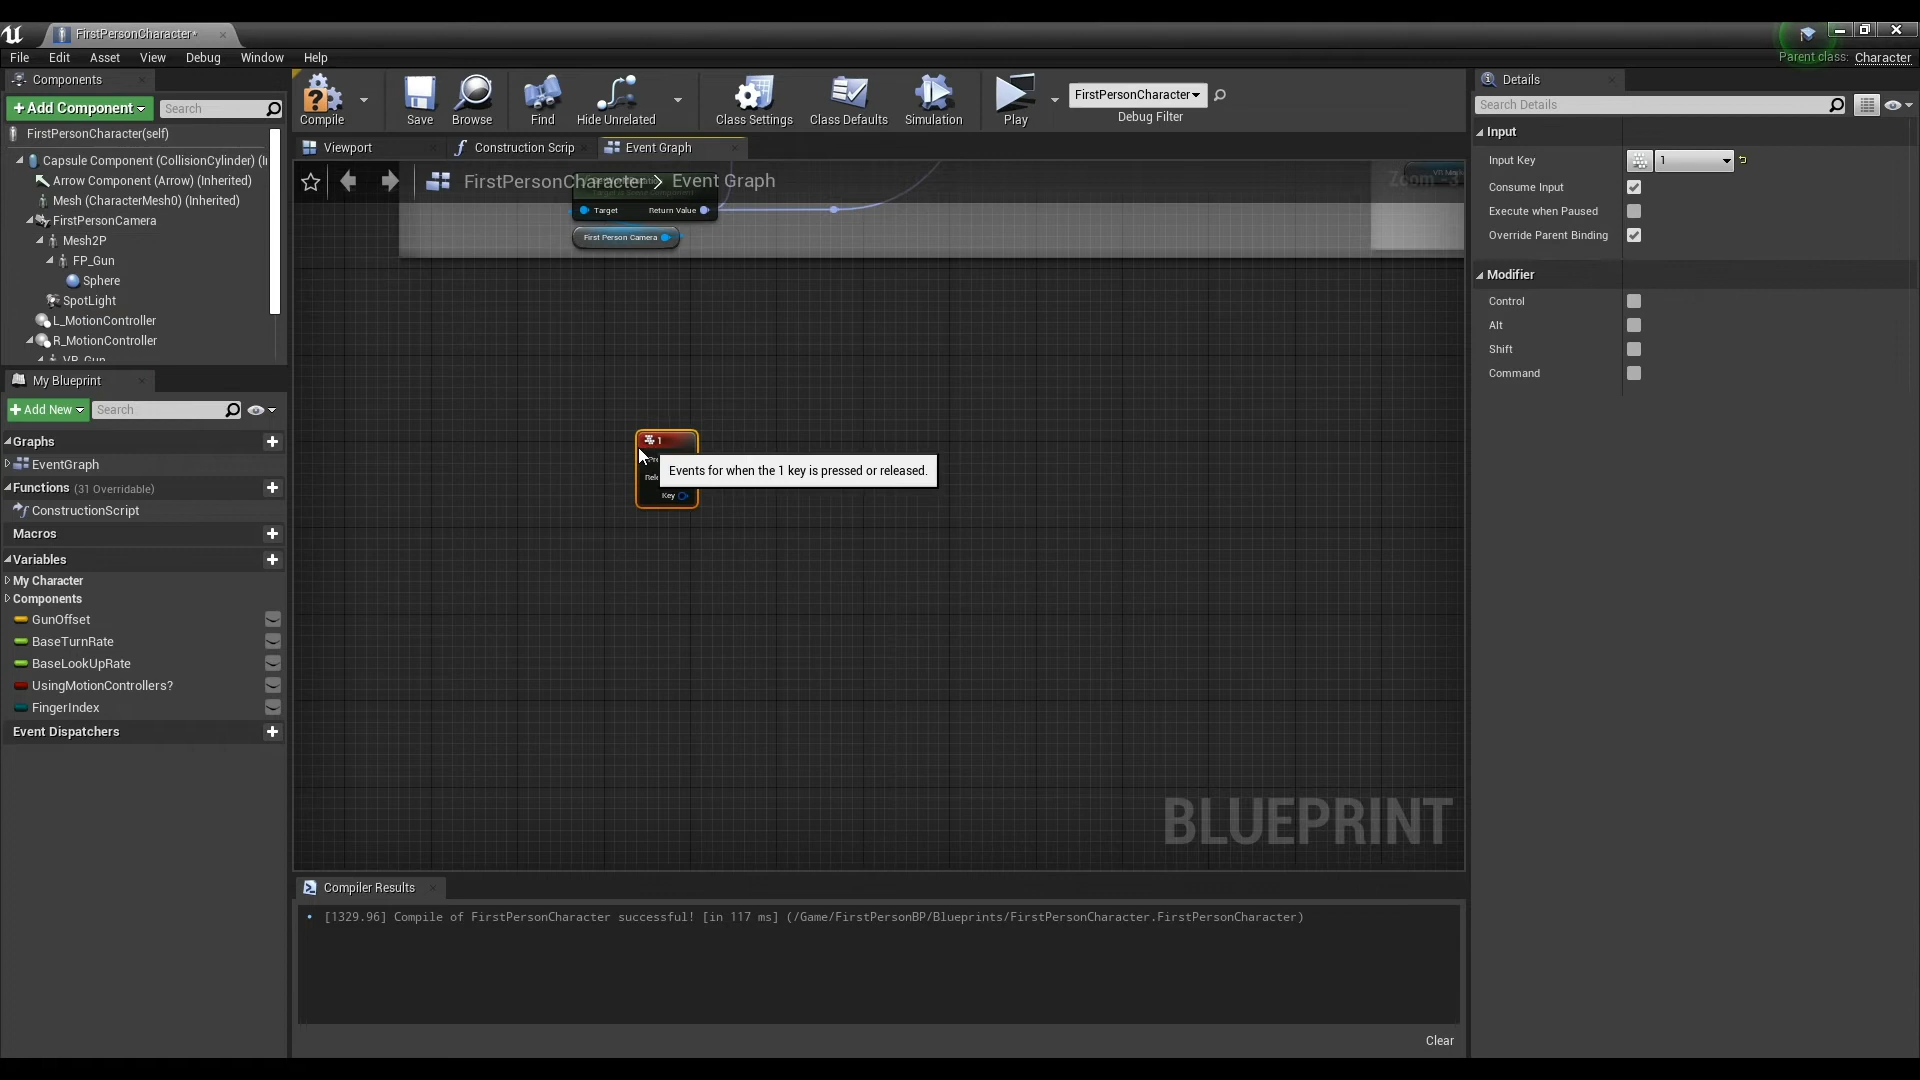 FirstPersonCharacter*
File Edit Asset View Debug Window Help
Parent class: Character
Components
+ Add Component
Search
FirstPersonCharacter(self)
Capsule Component (CollisionCylinder) (I
Arrow Component (Arrow) (Inherited)
Mesh (CharacterMesh0) (Inherited)
FirstPersonCamera
Mesh2P
FP_Gun
Sphere
SpotLight
L_MotionController
R_MotionController
VR_Gun
My Blueprint
+ Add New
Search
Graphs
EventGraph
Functions (31 Overridable)
ConstructionScript
Macros
Variables
My Character
Components
GunOffset
BaseTurnRate
BaseLookUpRate
UsingMotionControllers?
FingerIndex
Event Dispatchers
Compile
Save
Browse
Find
Hide Unrelated
Class Settings
Class Defaults
Simulation
Play
FirstPersonCharacter
Debug Filter
Viewport
Construction Scrip
Event Graph
FirstPersonCharacter > Event Graph
Zoom -3
Target Return Value
First Person Camera
1
Key
Events for when the 1 key is pressed or released.
BLUEPRINT
Compiler Results
[1329.96] Compile of FirstPersonCharacter successful! [in 117 ms] (/Game/FirstPersonBP/Blueprints/FirstPersonCharacter.FirstPersonCharacter)
Clear
Details
Search Details
Input
Input Key 1
Consume Input
Execute when Paused
Override Parent Binding
Modifier
Control
Alt
Shift
Command